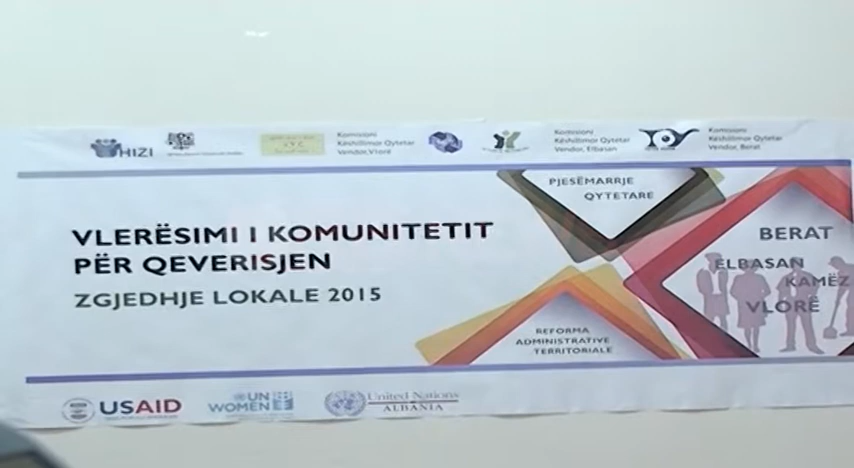 HIZI
Komisioni
Këshillimor Qytetar
Vendor, Vlorë
Komisioni
Këshillimor Qytetar
Vendor, Elbasan
Komisioni
Këshillimor Qytetar
Vendor, Berat
PJESËMARRJE
QYTETARE
VLERËSIMI I KOMUNITETIT
PËR QEVERISJEN
ZGJEDHJE LOKALE 2015
BERAT
ELBASAN
KAMËZ
VLORË
REFORMA
ADMINISTRATIVE
TERRITORIALE
USAID
UN
WOMEN
United Nations
ALBANIA